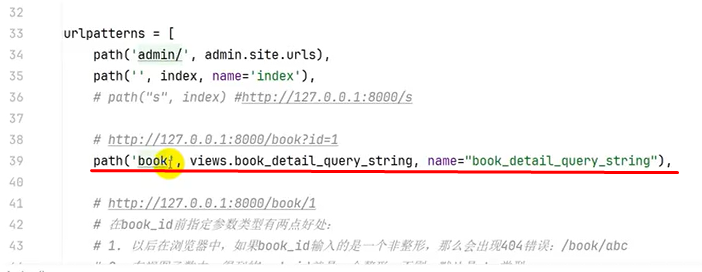 32
33 urlpatterns = [
34 path('admin/', admin.site.urls),
35 path('', index, name='index'),
36 # path("s", index) #http://127.0.0.1:8000/s
37
38 # http://127.0.0.1:8000/book?id=1
39 path('book', views.book_detail_query_string, name="book_detail_query_string"),
40
41 # http://127.0.0.1:8000/book/1
42 # 在book_id前指定参数类型有两点好处:
43 # 1. 以后在浏览器中，如果book_id输入的是一个非整形，那么会出现404错误：/book/abc